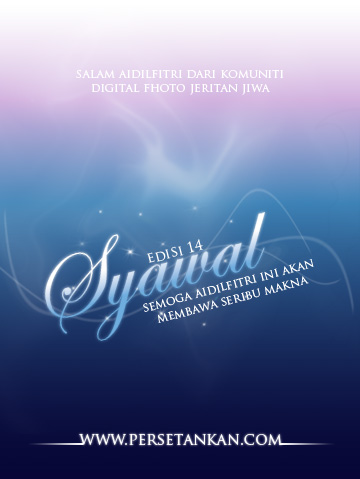 SALAM AIDILFITRI DARI KOMUNITI
DIGITAL FHOTO JERITAN JIWA
EDISI 14
Syawal
SEMOGA AIDILFITRI INI AKAN
MEMBAWA SERIBU MAKNA
WWW.PERSETANKAN.COM